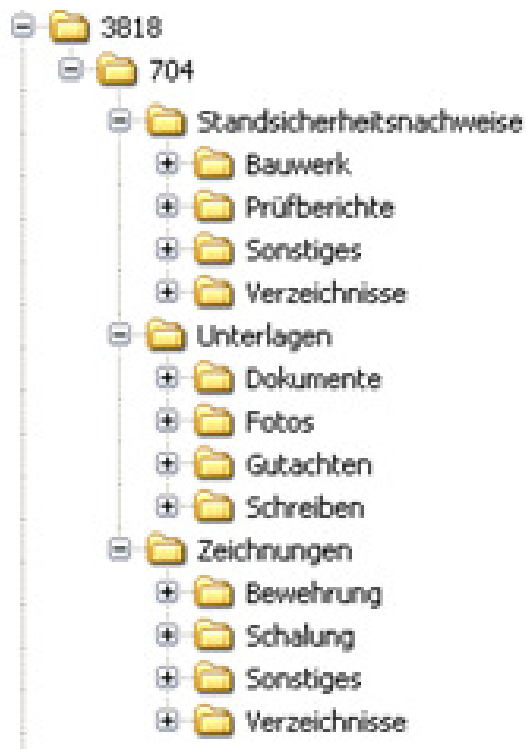 3818
704
Standsicherheitsnachweise
Bauwerk
Prüfberichte
Sonstiges
Verzeichnisse
Unterlagen
Dokumente
Fotos
Gutachten
Schreiben
Zeichnungen
Bewehrung
Schalung
Sonstiges
Verzeichnisse